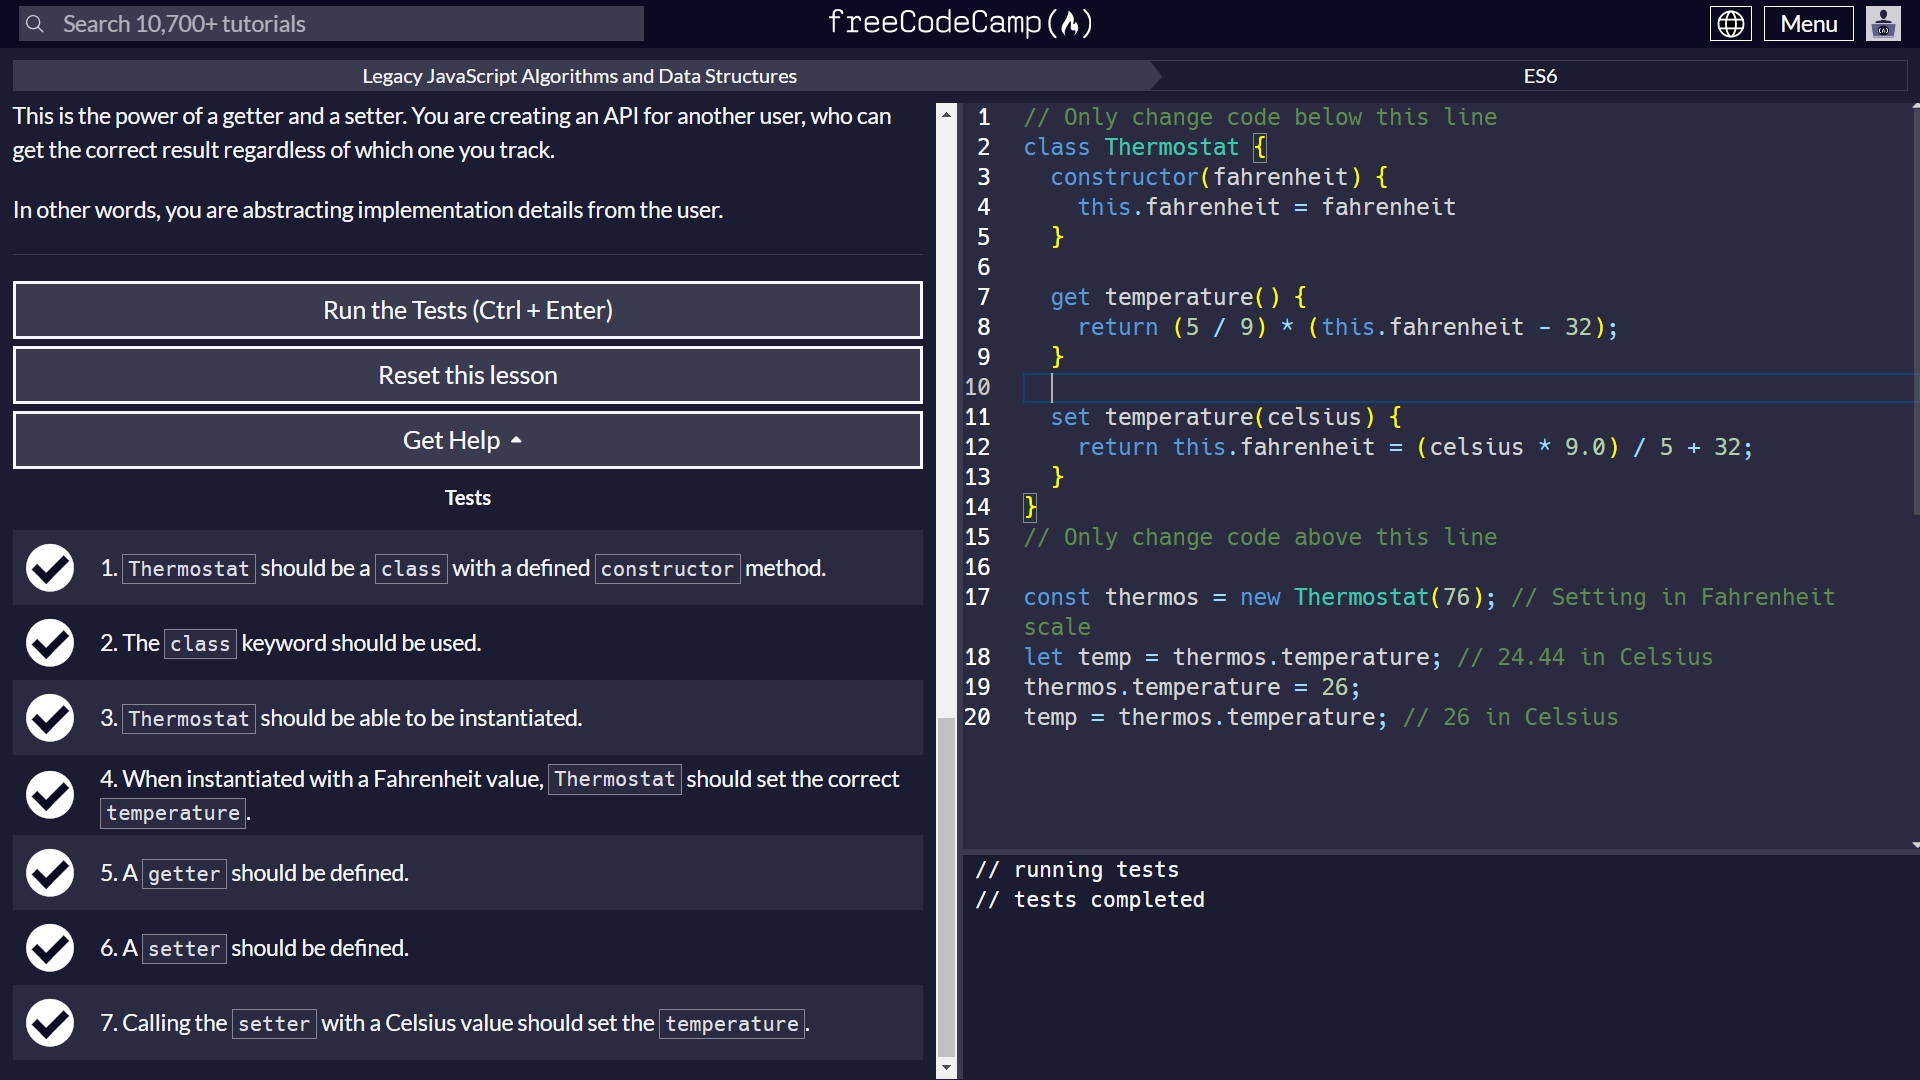 Search 10,700+ tutorials
freeCodeCamp(🔥)
Menu
Legacy JavaScript Algorithms and Data Structures
ES6
This is the power of a getter and a setter. You are creating an API for another user, who can
get the correct result regardless of which one you track.
In other words, you are abstracting implementation details from the user.
Run the Tests (Ctrl + Enter)
Reset this lesson
Get Help
Tests
1. Thermostat should be a class with a defined constructor method.
2. The class keyword should be used.
3. Thermostat should be able to be instantiated.
4. When instantiated with a Fahrenheit value, Thermostat should set the correct
temperature.
5. A getter should be defined.
6. A setter should be defined.
7. Calling the setter with a Celsius value should set the temperature.
1 // Only change code below this line
2 class Thermostat {
3 constructor(fahrenheit) {
4 this.fahrenheit = fahrenheit
5 }
6
7 get temperature() {
8 return (5 / 9) * (this.fahrenheit - 32);
9 }
10
11 set temperature(celsius) {
12 return this.fahrenheit = (celsius * 9.0) / 5 + 32;
13 }
14 }
15 // Only change code above this line
16
17 const thermos = new Thermostat(76); // Setting in Fahrenheit
scale
18 let temp = thermos.temperature; // 24.44 in Celsius
19 thermos.temperature = 26;
20 temp = thermos.temperature; // 26 in Celsius
// running tests
// tests completed